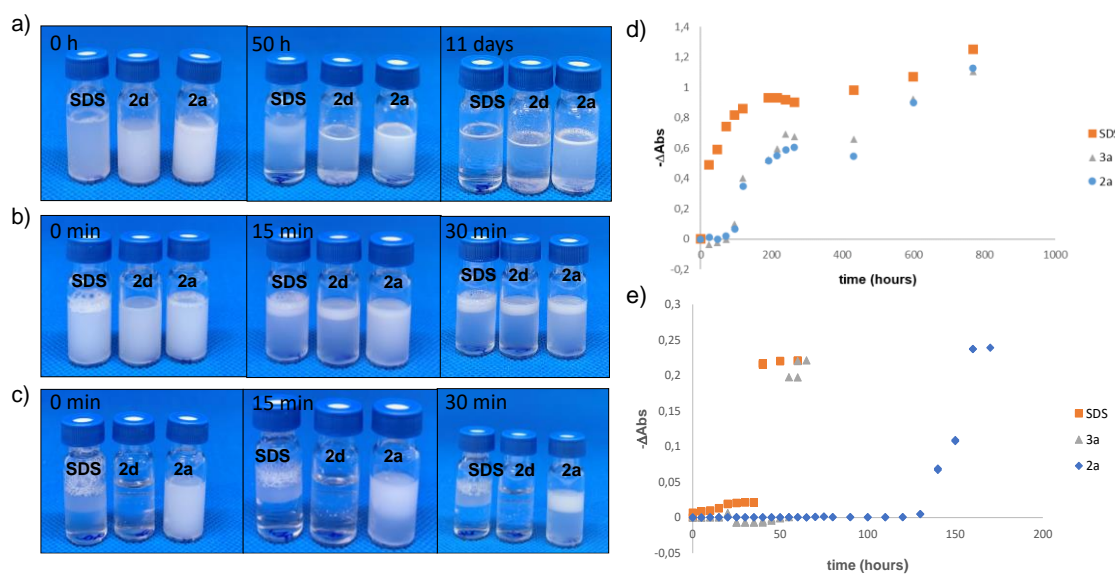 a)
0 h
SDS
2d
2a
50 h
SDS
2d
2a
11 days
SDS
2d
2a
b)
0 min
SDS
2d
2a
15 min
SDS
2d
2a
30 min
SDS
2d
2a
c)
0 min
SDS
2d
2a
15 min
SDS
2d
2a
30 min
SDS
2d
2a
d)
1,4
1,2
1
0,8
0,6
0,4
0,2
0
-0,2
-ΔAbs
0
200
400
600
800
1000
time (hours)
SDS
3a
2a
e)
0,3
0,25
0,2
0,15
0,1
0,05
0
0,05
-ΔAbs
0
50
100
150
200
time (hours)
SDS
3a
2a